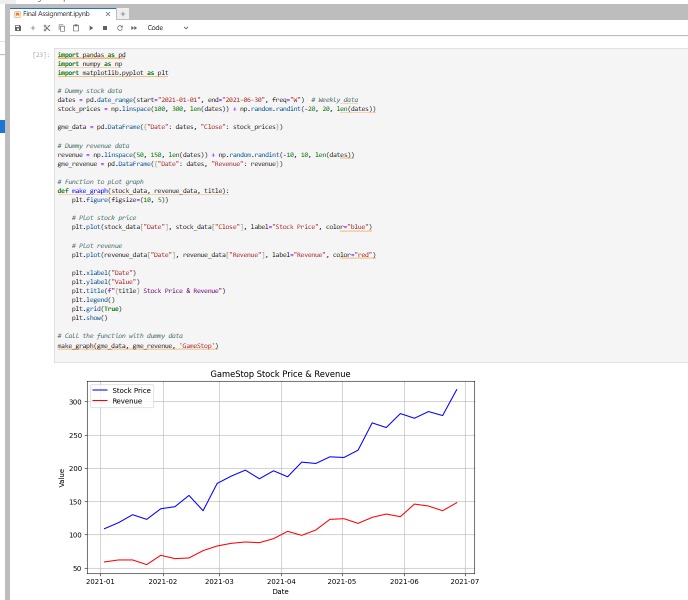 Final Assignment.ipynb
Code
[23]:
import pandas as pd
import numpy as np
import matplotlib.pyplot as plt
# Dummy stock data
dates = pd.date_range(start="2021-01-01", end="2021-06-30", freq="W")  # Weekly data
stock_prices = np.linspace(100, 300, len(dates)) + np.random.randint(-20, 20, len(dates))
gme_data = pd.DataFrame({"Date": dates, "Close": stock_prices})
# Dummy revenue data
revenue = np.linspace(50, 150, len(dates)) + np.random.randint(-10, 10, len(dates))
gme_revenue = pd.DataFrame({"Date": dates, "Revenue": revenue})
# Function to plot graph
def make_graph(stock_data, revenue_data, title):
    plt.figure(figsize=(10, 5))
    # Plot stock price
    plt.plot(stock_data["Date"], stock_data["Close"], label="Stock Price", color="blue")
    # Plot revenue
    plt.plot(revenue_data["Date"], revenue_data["Revenue"], label="Revenue", color="red")
    plt.xlabel("Date")
    plt.ylabel("Value")
    plt.title(f"{title} Stock Price & Revenue")
    plt.legend()
    plt.grid(True)
    plt.show()
# Call the function with dummy data
make_graph(gme_data, gme_revenue, 'GameStop')
GameStop Stock Price & Revenue
Stock Price
Revenue
300
250
200
150
100
50
Value
2021-01 2021-02 2021-03 2021-04 2021-05 2021-06 2021-07
Date